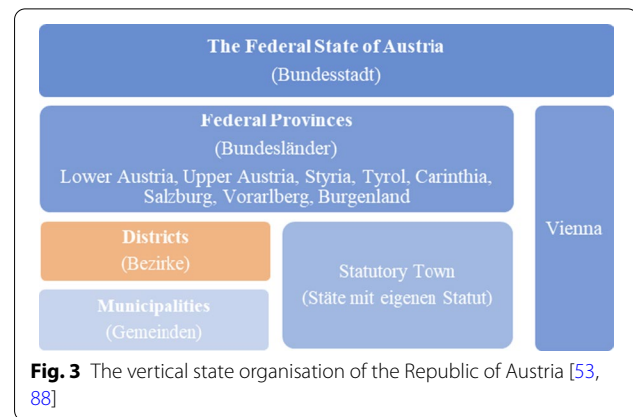 The Federal State of Austria
(Bundesstadt)
Federal Provinces
(Bundesländer)
Lower Austria, Upper Austria, Styria, Tyrol, Carinthia,
Salzburg, Vorarlberg, Burgenland
Vienna
Districts
(Bezirke)
Municipalities
(Gemeinden)
Statutory Town
(Stäte mit eigenen Statut)
Fig. 3 The vertical state organisation of the Republic of Austria [53,
88]